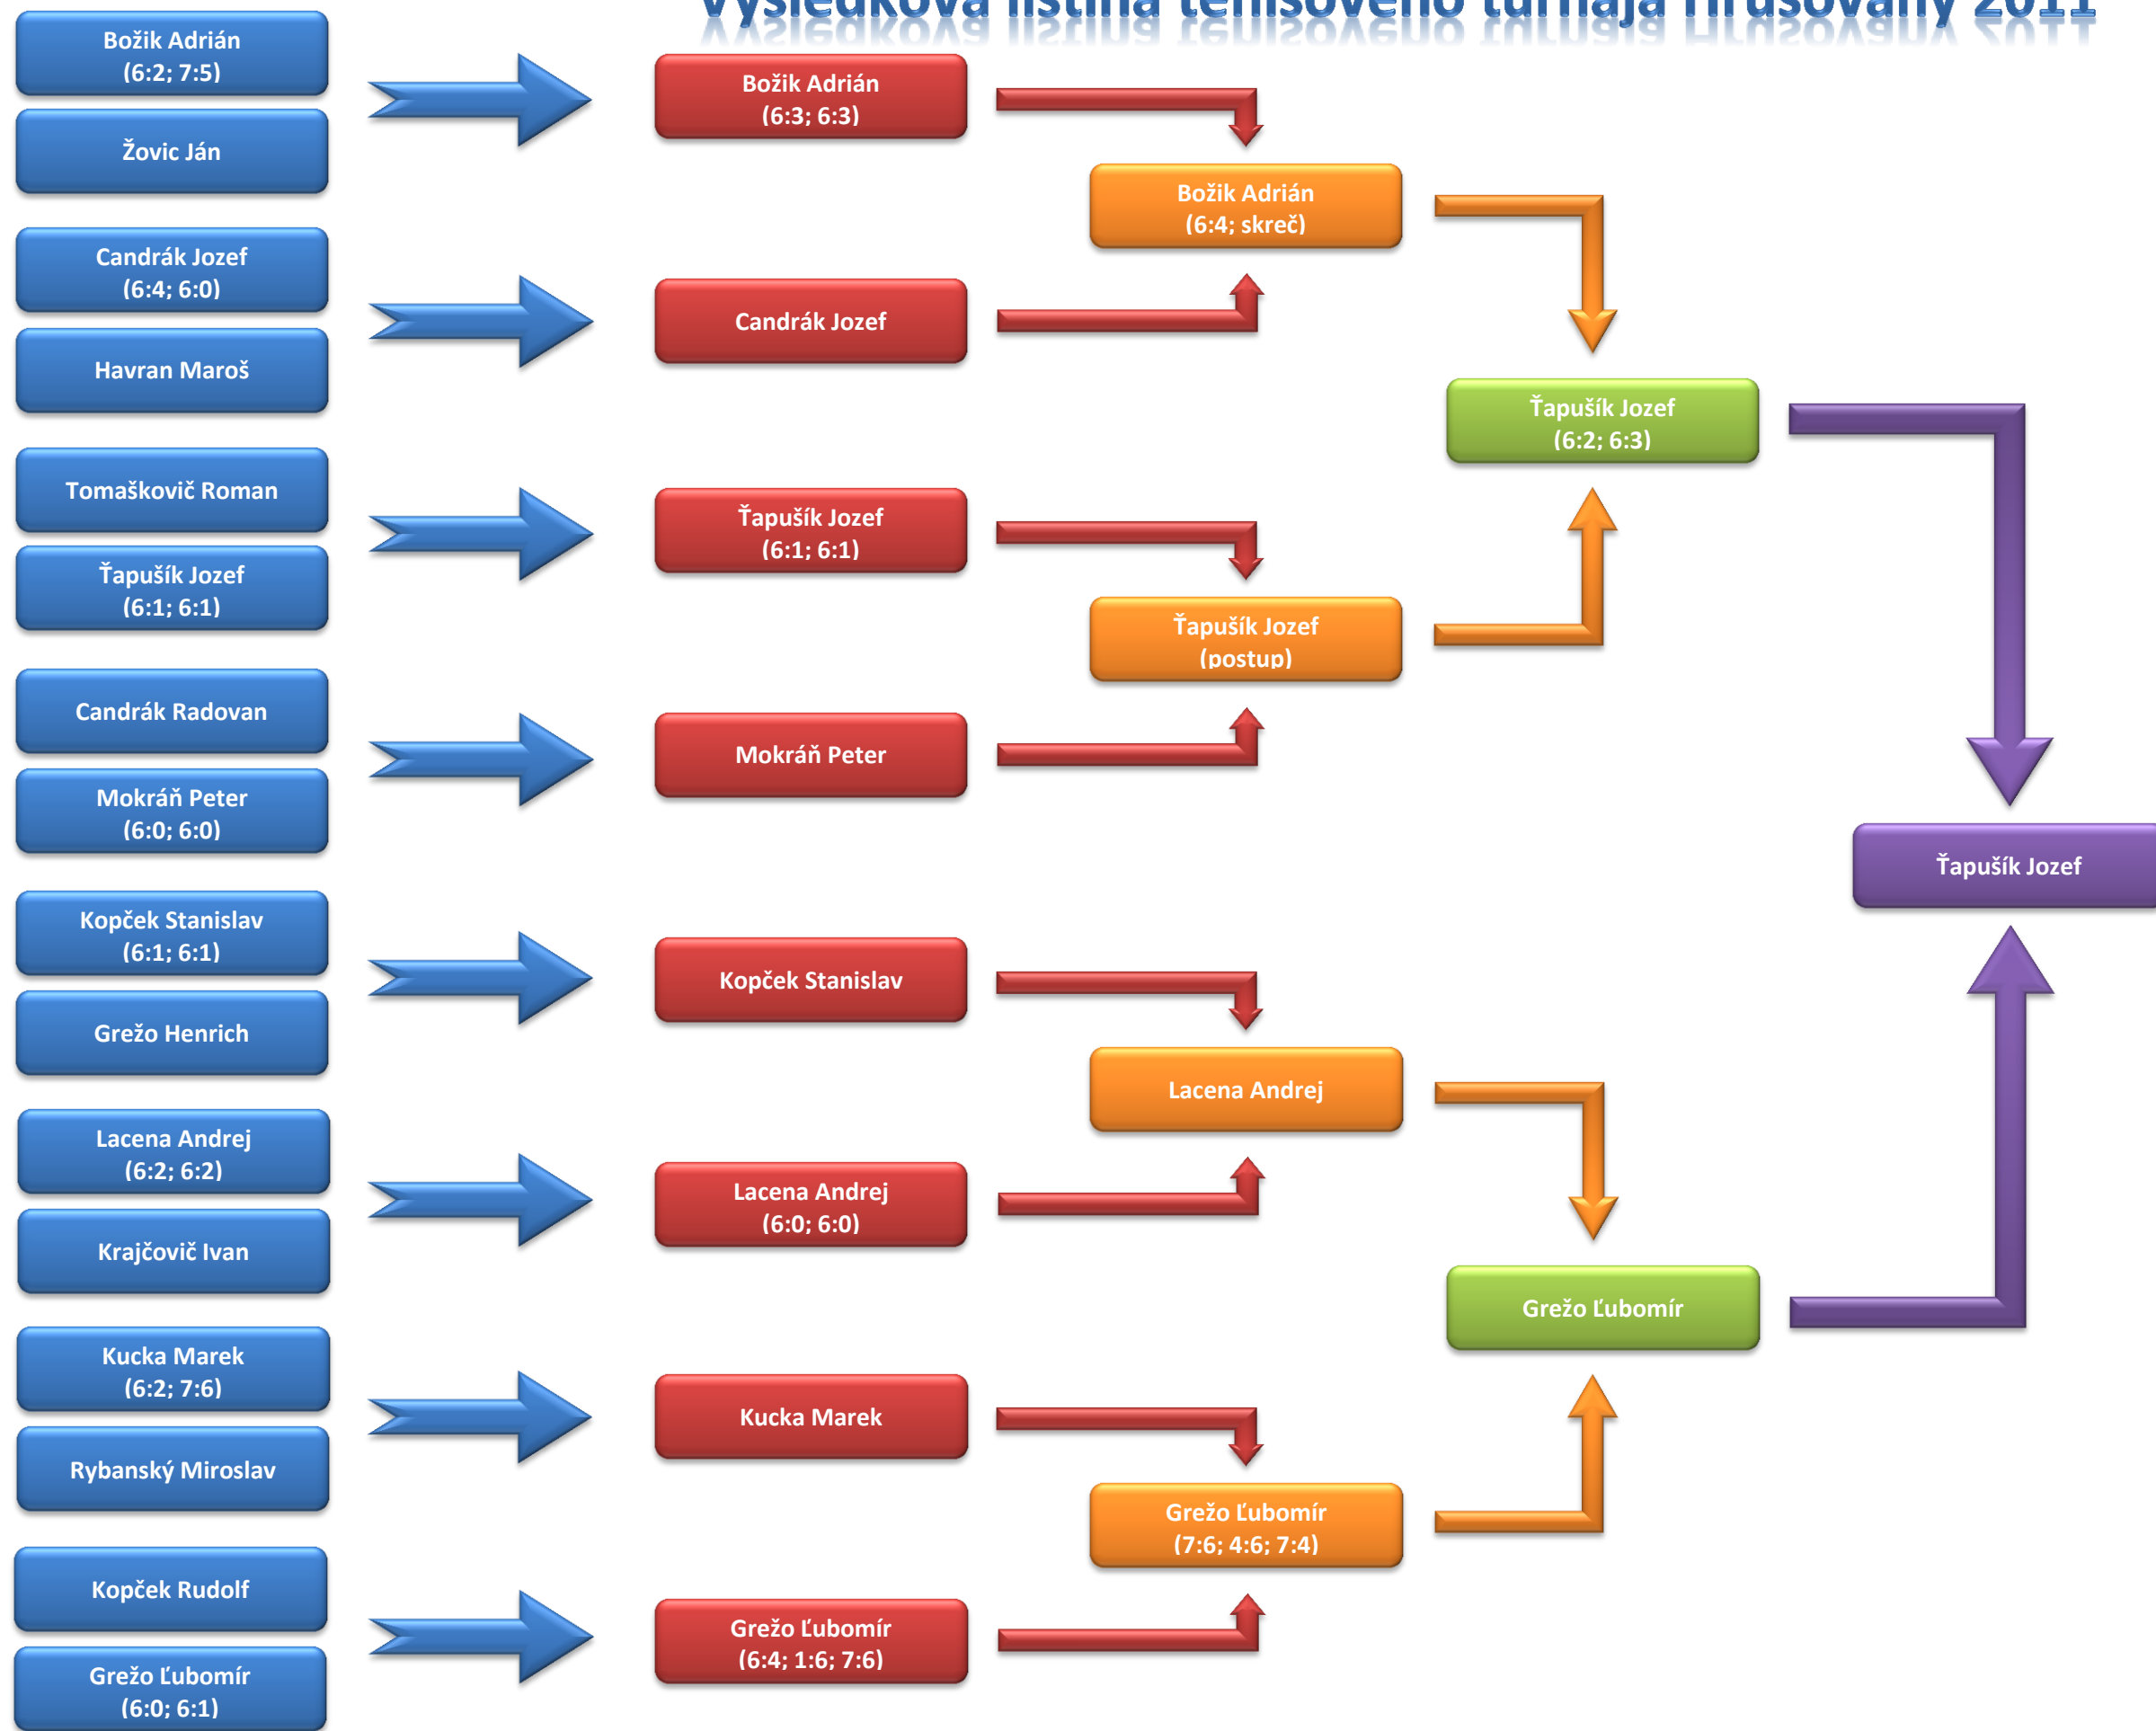 Výsledková listina tenisového turnaja Hrušovany 2011
Božik Adrián
(6:2; 7:5)
Žovic Ján
Candrák Jozef
(6:4; 6:0)
Havran Maroš
Tomaškovič Roman
Ťapušík Jozef
(6:1; 6:1)
Candrák Radovan
Mokráň Peter
(6:0; 6:0)
Kopček Stanislav
(6:1; 6:1)
Grežo Henrich
Lacena Andrej
(6:2; 6:2)
Krajčovič Ivan
Kucka Marek
(6:2; 7:6)
Rybanský Miroslav
Kopček Rudolf
Grežo Ľubomír
(6:0; 6:1)
Božik Adrián
(6:3; 6:3)
Candrák Jozef
Ťapušík Jozef
(6:1; 6:1)
Mokráň Peter
Kopček Stanislav
Lacena Andrej
(6:0; 6:0)
Kucka Marek
Grežo Ľubomír
(6:4; 1:6; 7:6)
Božik Adrián
(6:4; skreč)
Ťapušík Jozef
(postup)
Lacena Andrej
Grežo Ľubomír
(7:6; 4:6; 7:4)
Ťapušík Jozef
(6:2; 6:3)
Grežo Ľubomír
Ťapušík Jozef